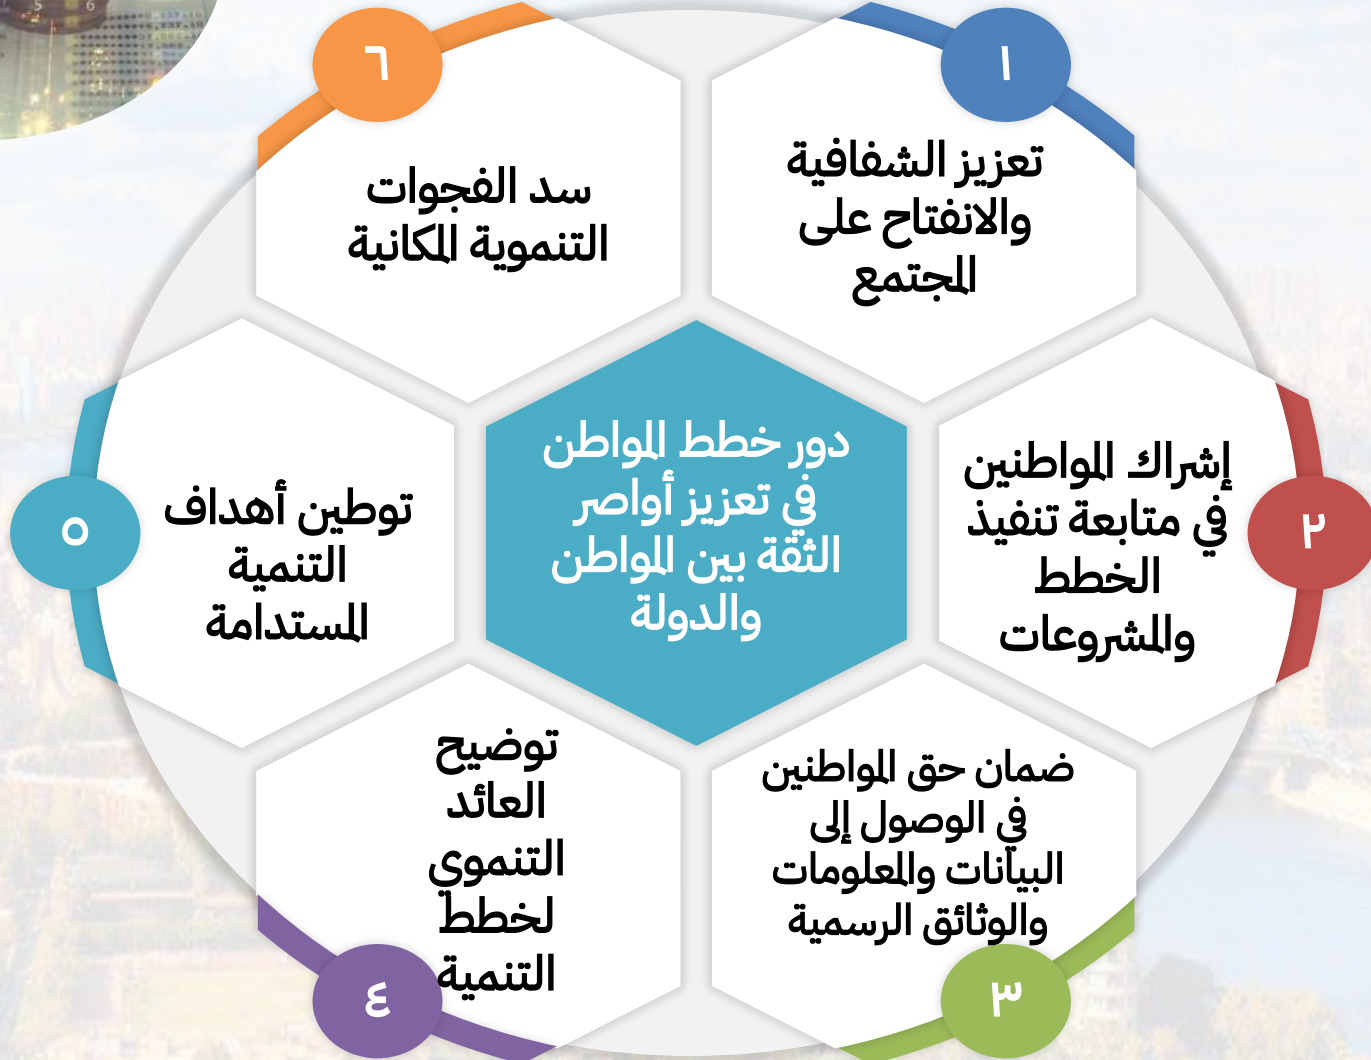 ١
تعزيز الشفافية
والانفتاح على
المجتمع
٢
إشراك المواطنين
في متابعة تنفيذ
الخطط
والمشروعات
٣
ضمان حق المواطنين
في الوصول إلى
البيانات والمعلومات
والوثائق الرسمية
٤
توضيح
العائد
التنموي
لخطط
التنمية
٥
توطين أهداف
التنمية
المستدامة
٦
سد الفجوات
التنموية المكانية
دور خطط المواطن
في تعزيز أواصر
الثقة بين المواطن
والدولة
5 6